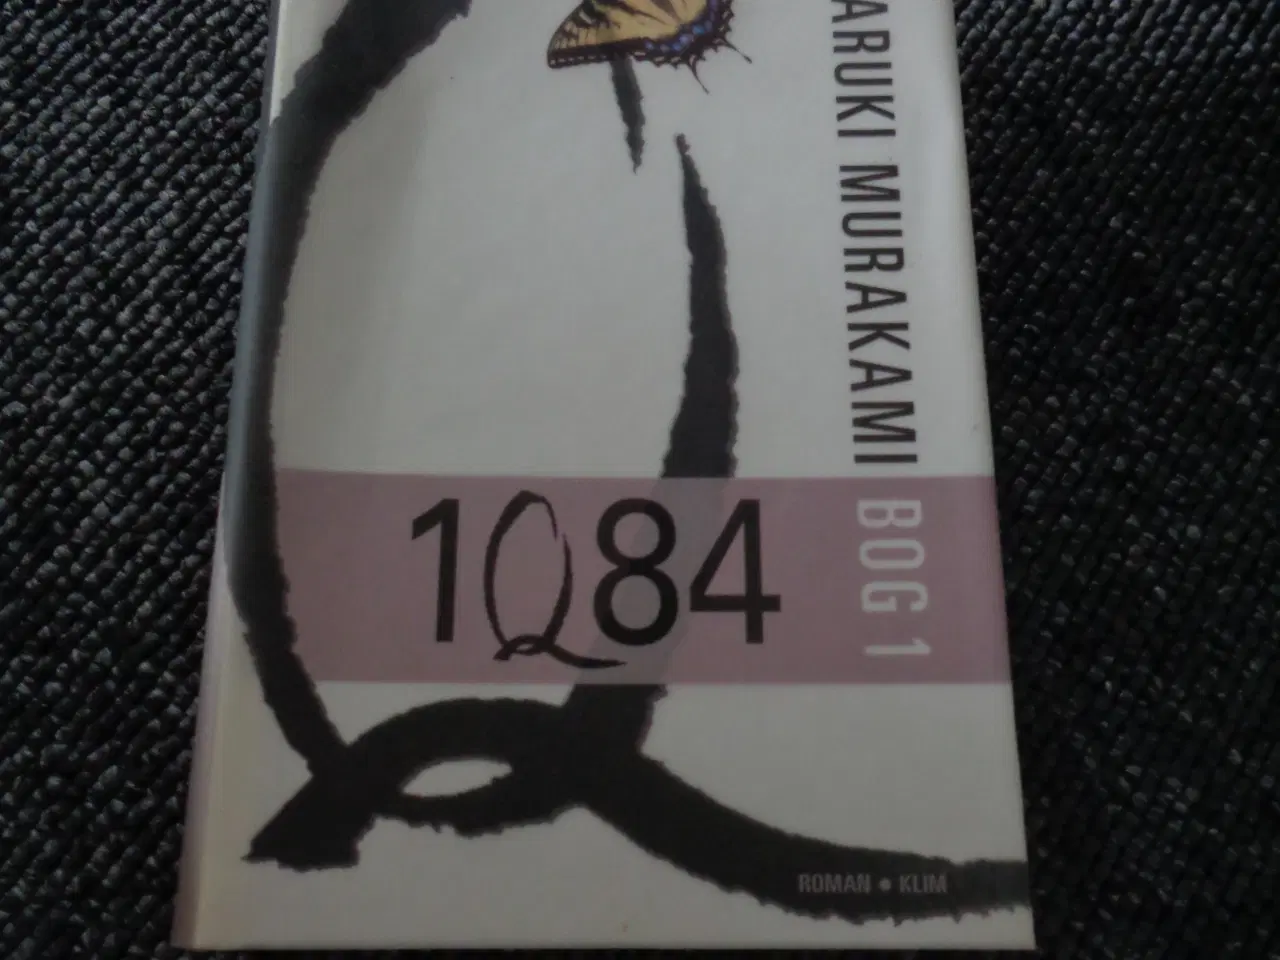 ARUKI MURAKAMI BOG 1
1Q84
ROMAN • KLIM